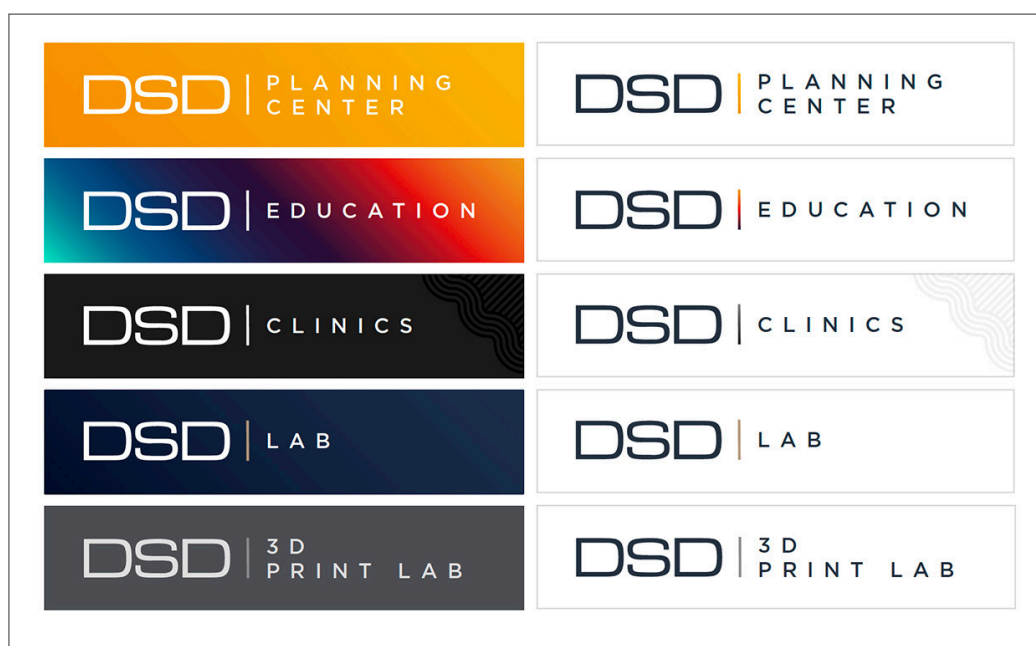 DSD | PLANNING
CENTER
DSD | PLANNING
CENTER
DSD | EDUCATION
DSD | EDUCATION
DSD | CLINICS
DSD | CLINICS
DSD | LAB
DSD | LAB
DSD | 3D
PRINT LAB
DSD | 3D
PRINT LAB